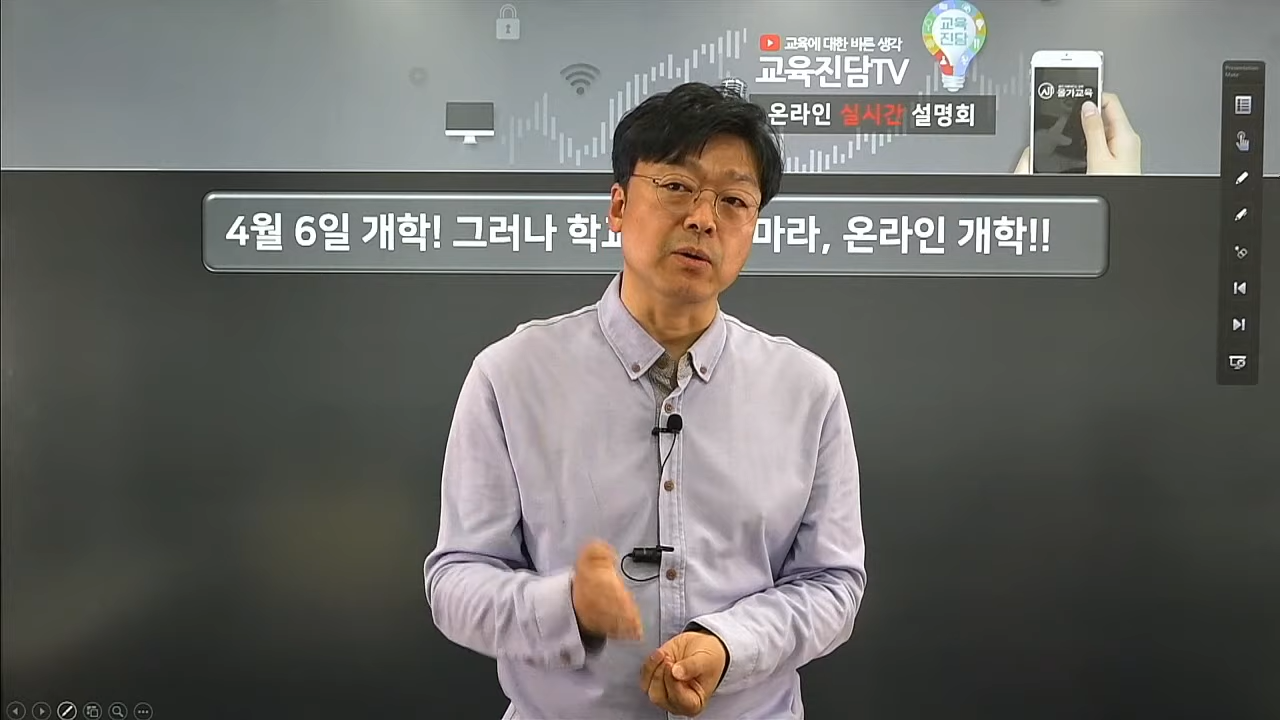 교육에 대한 바른 생각
교육
진담
교육진담TV
온라인 실시간 설명회
Presentation
Mate
4월 6일 개학! 그러나 마라, 온라인 개학!!